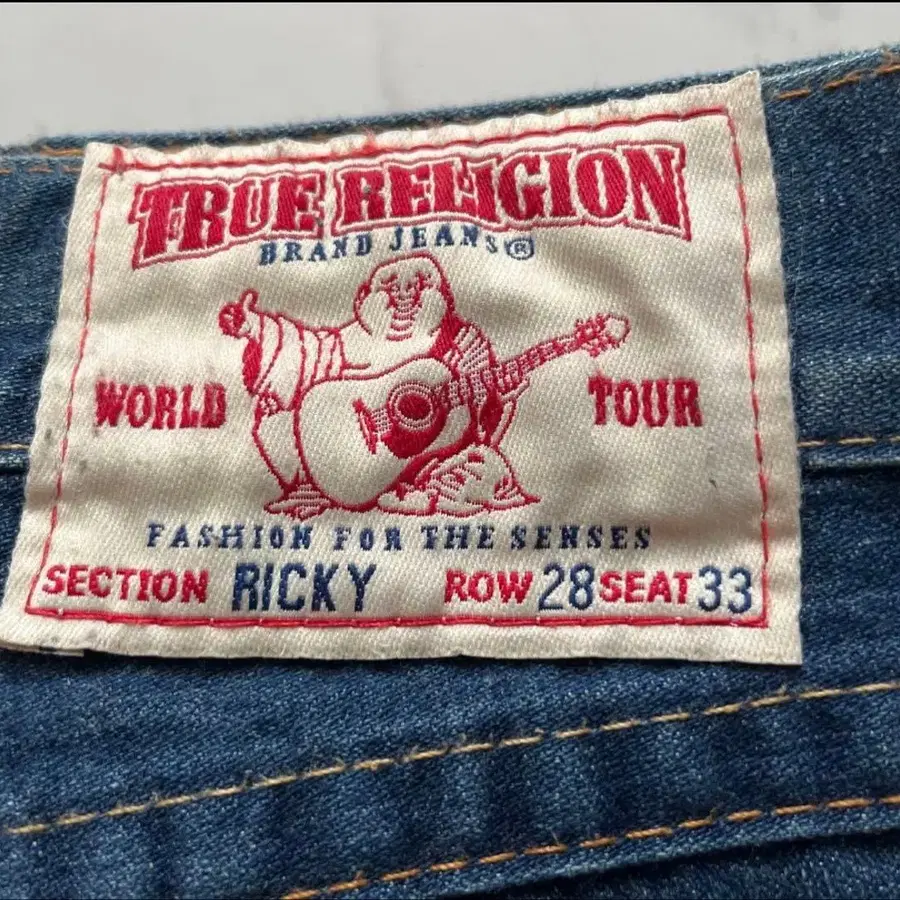 TRUE RELIGION
BRAND JEANS®
WORLD TOUR
FASHION FOR THE SENSES
SECTION RICKY ROW 28 SEAT 33